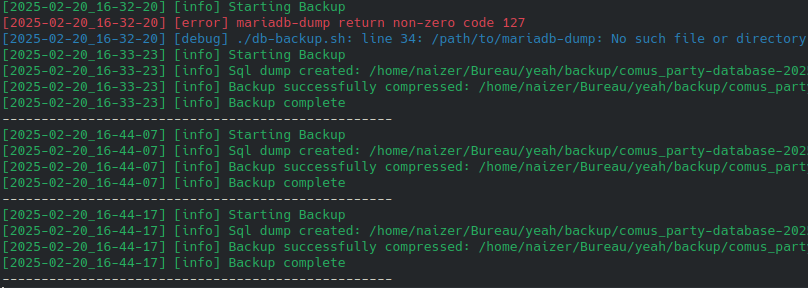 [2025-02-20_16-32-20] [info] Starting Backup
[2025-02-20_16-32-20] [error] mariadb-dump return non-zero code 127
[2025-02-20_16-32-20] [debug] ./db-backup.sh: line 34: /path/to/mariadb-dump: No such file or directory
[2025-02-20_16-33-23] [info] Starting Backup
[2025-02-20_16-33-23] [info] Sql dump created: /home/naizer/Bureau/yeah/backup/comus_party-database-202
[2025-02-20_16-33-23] [info] Backup successfully compressed: /home/naizer/Bureau/yeah/backup/comus_part
[2025-02-20_16-33-23] [info] Backup complete
--------------------------------------------------
[2025-02-20_16-44-07] [info] Starting Backup
[2025-02-20_16-44-07] [info] Sql dump created: /home/naizer/Bureau/yeah/backup/comus_party-database-202
[2025-02-20_16-44-07] [info] Backup successfully compressed: /home/naizer/Bureau/yeah/backup/comus_part
[2025-02-20_16-44-07] [info] Backup complete
--------------------------------------------------
[2025-02-20_16-44-17] [info] Starting Backup
[2025-02-20_16-44-17] [info] Sql dump created: /home/naizer/Bureau/yeah/backup/comus_party-database-202
[2025-02-20_16-44-17] [info] Backup successfully compressed: /home/naizer/Bureau/yeah/backup/comus_part
[2025-02-20_16-44-17] [info] Backup complete
--------------------------------------------------